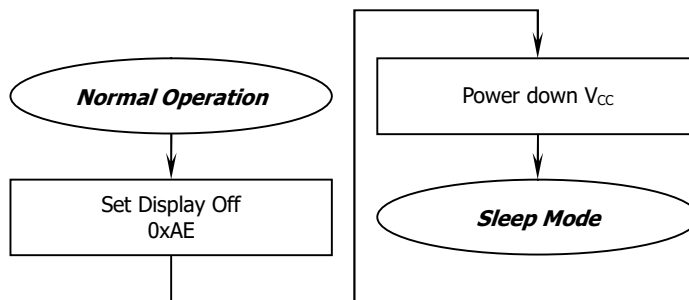 Normal Operation
Set Display Off
0xAE
Power down VCC
Sleep Mode